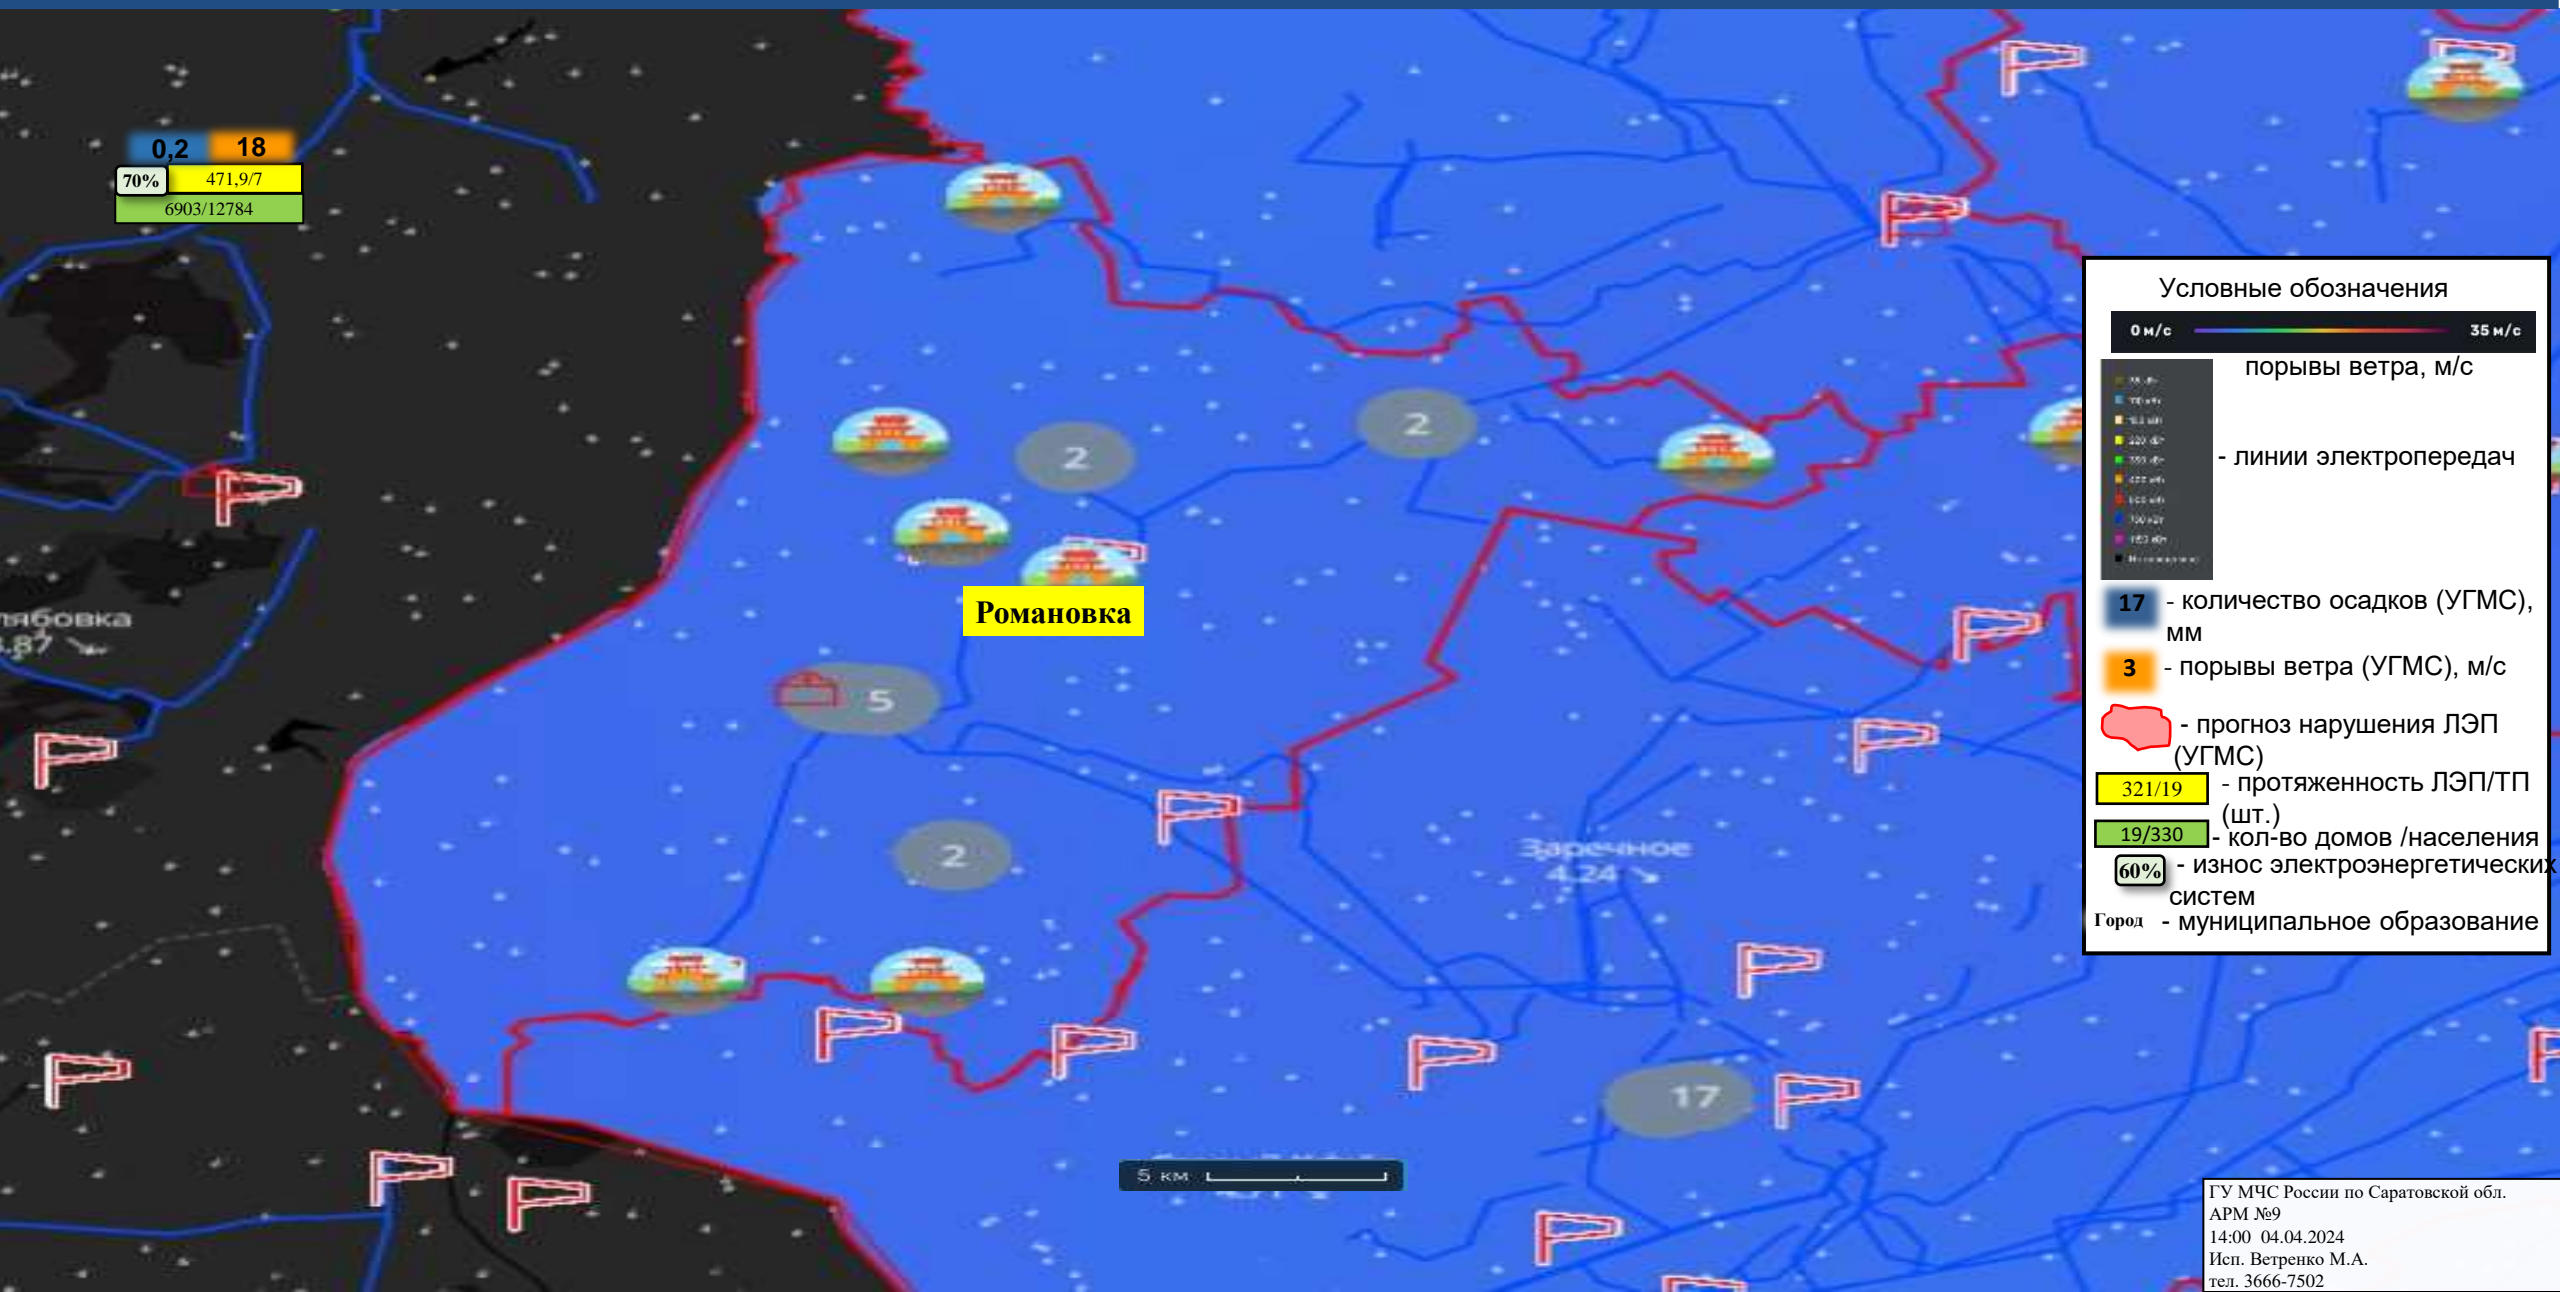 0,2 18
70% 471,9/7
6903/12784
2
2
Романовка
5
2
17
Заречное
4.24
5 км
Условные обозначения
0 м/с 35 м/с
порывы ветра, м/с
- линии электропередач
17 - количество осадков (УГМС),
мм
3 - порывы ветра (УГМС), м/с
- прогноз нарушения ЛЭП
(УГМС)
321/19 - протяженность ЛЭП/ТП
(шт.)
19/330 - кол-во домов /населения
60% - износ электроэнергетических
систем
Город - муниципальное образование
ГУ МЧС России по Саратовской обл.
АРМ №9
14:00 04.04.2024
Исп. Ветренко М.А.
тел. 3666-7502